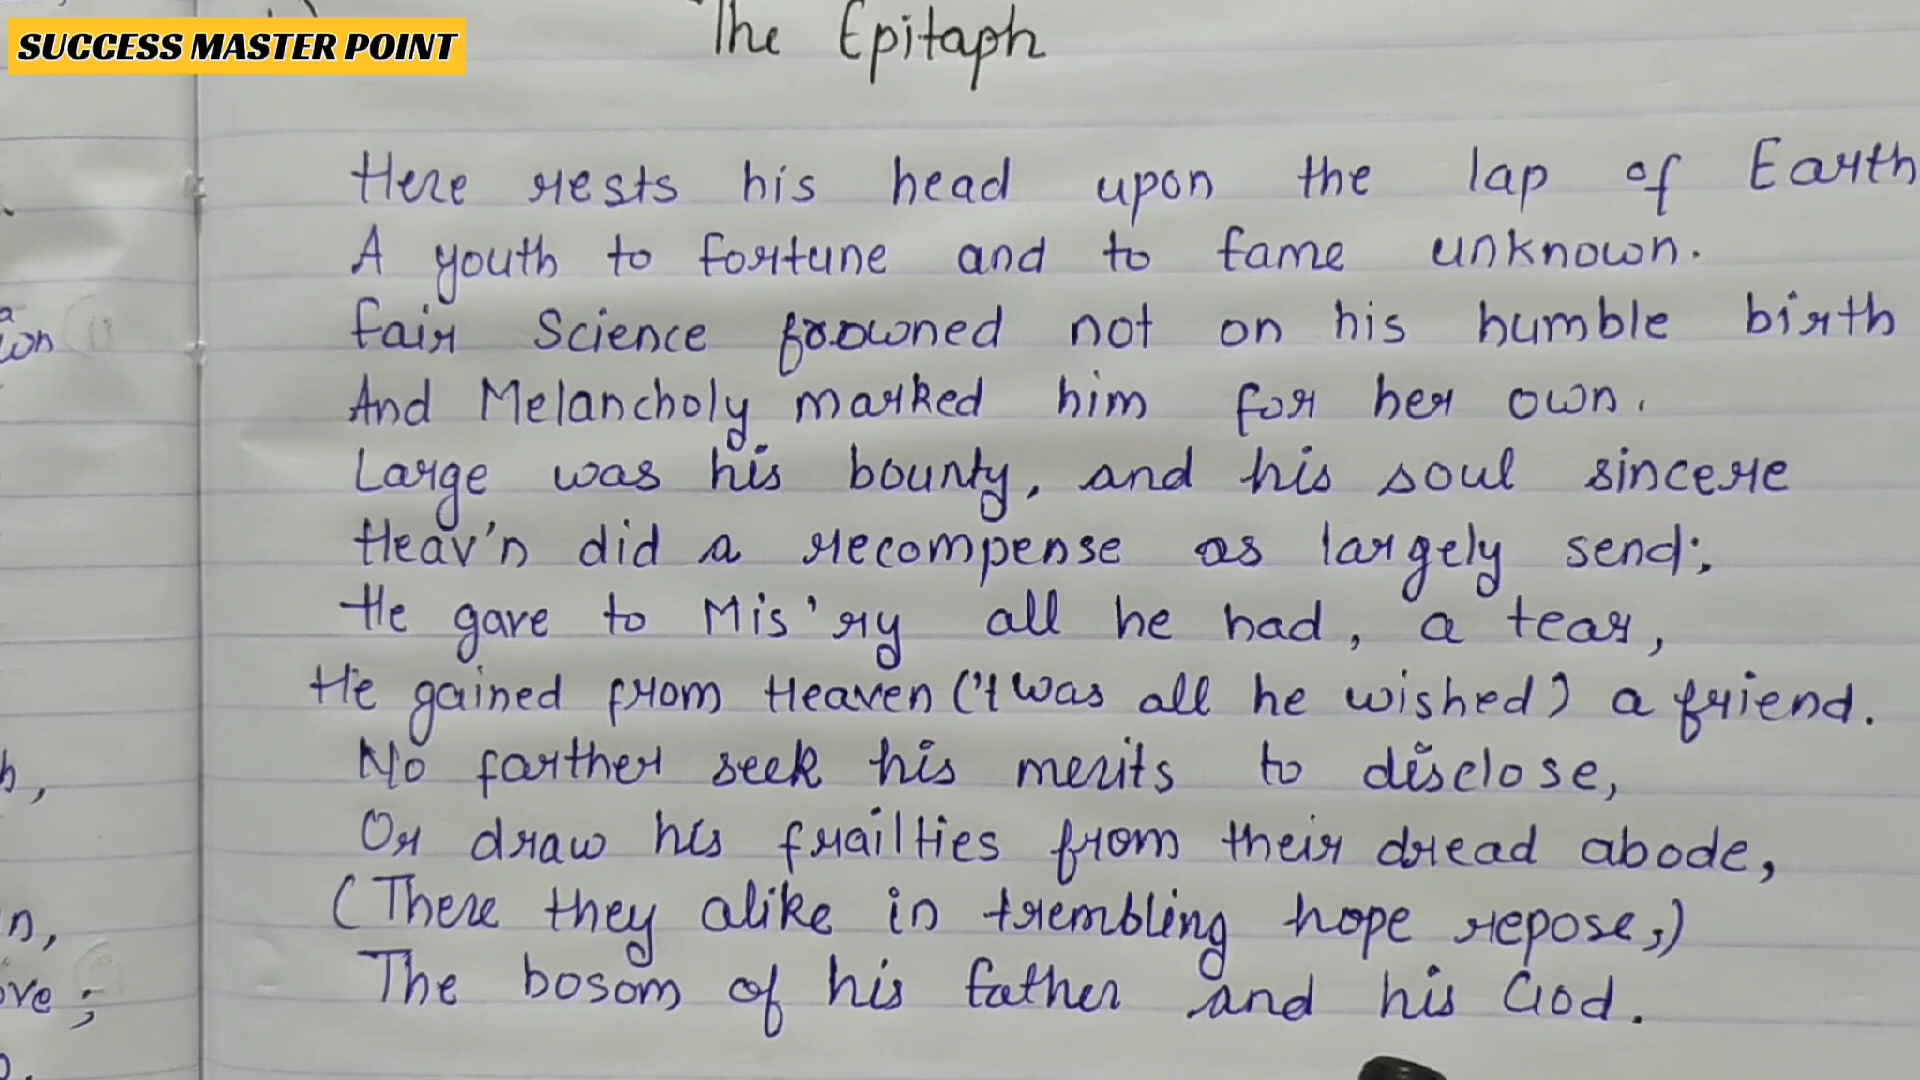 SUCCESS MASTER POINT
The Epitaph
Here rests his head upon the lap of Earth
A youth to fortune and to fame unknown.
Fair Science frowned not on his humble birth
And Melancholy marked him for her own.
Large was his bounty, and his soul sincere
Heav'n did a recompense as largely send;
He gave to Mis'ry all he had, a tear,
He gained from Heaven ('t was all he wished) a friend.
No farther seek his merits to disclose,
Or draw his frailties from their dread abode,
(There they alike in trembling hope repose,)
The bosom of his father and his God.